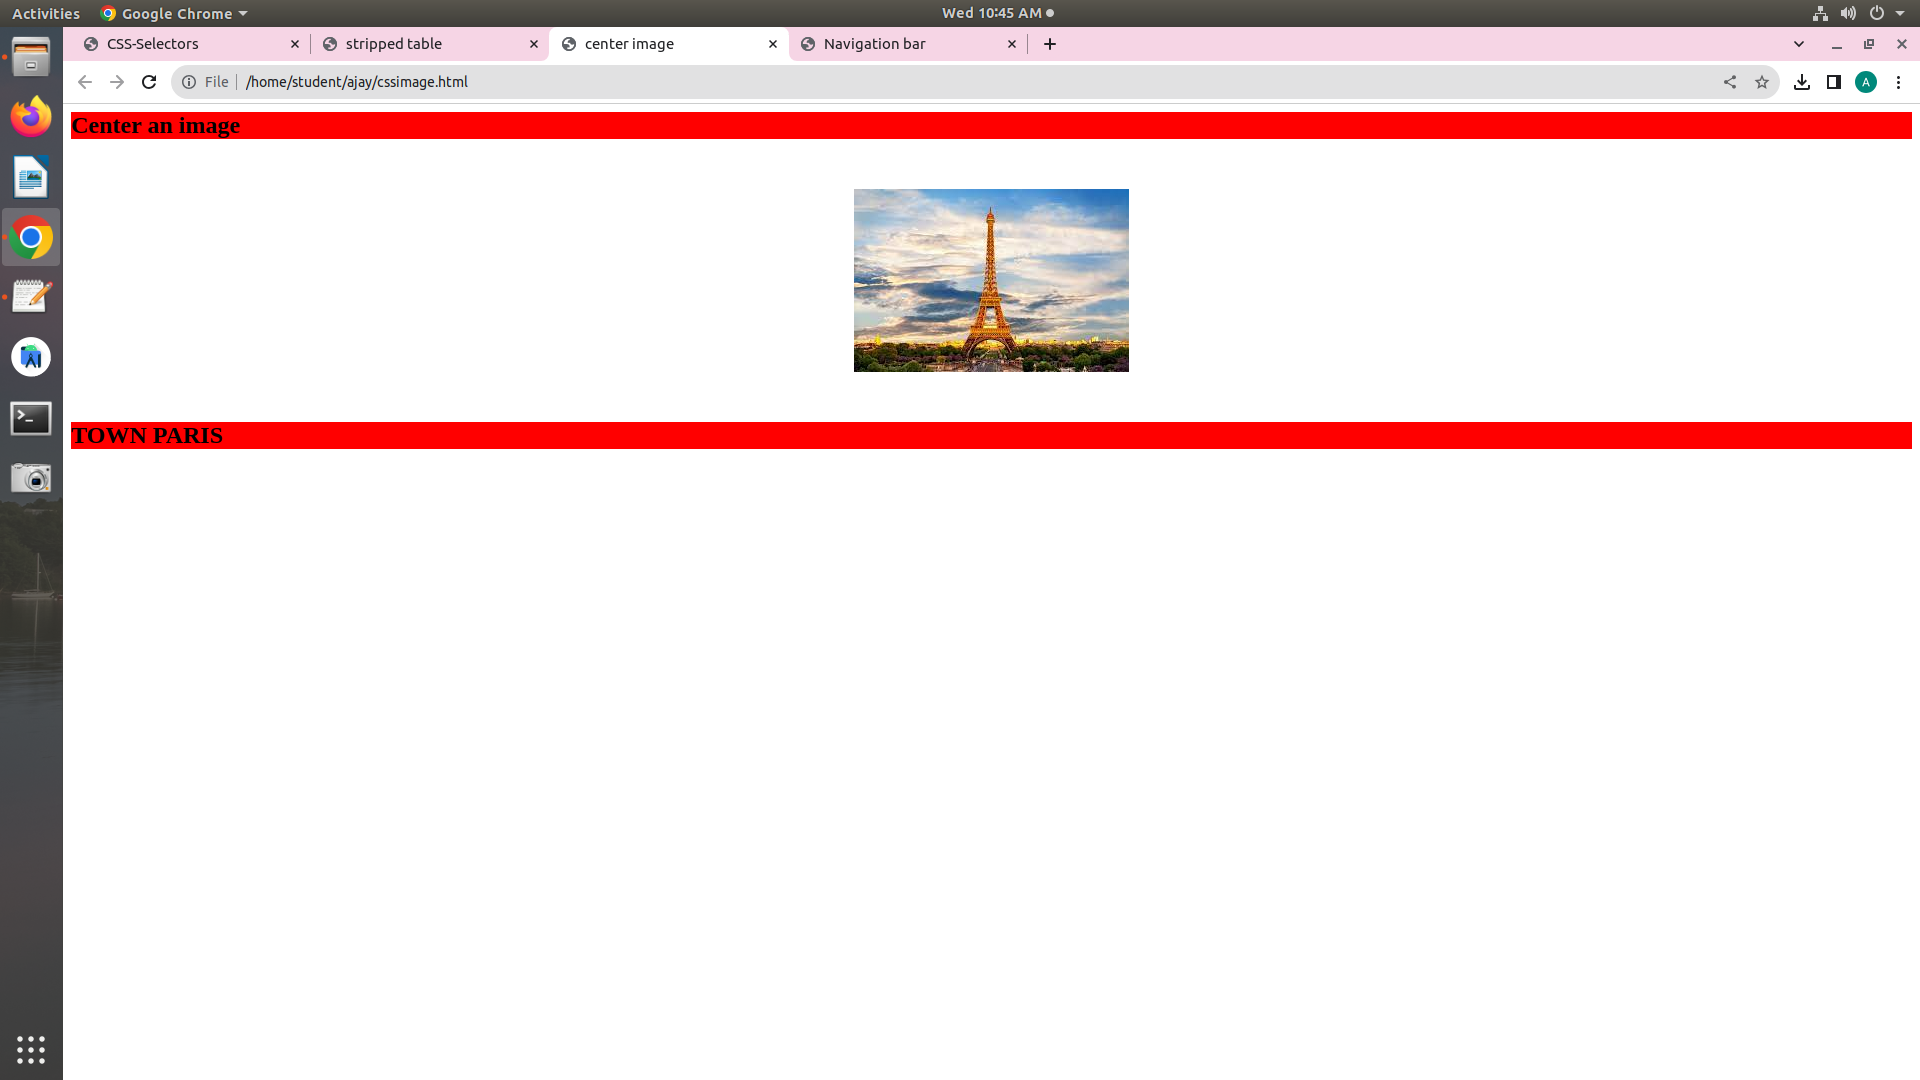 Activities
Google Chrome
Wed 10:45 AM
CSS-Selectors
stripped table
center image
Navigation bar
File
/home/student/ajay/cssimage.html
A
Center an image
TOWN PARIS